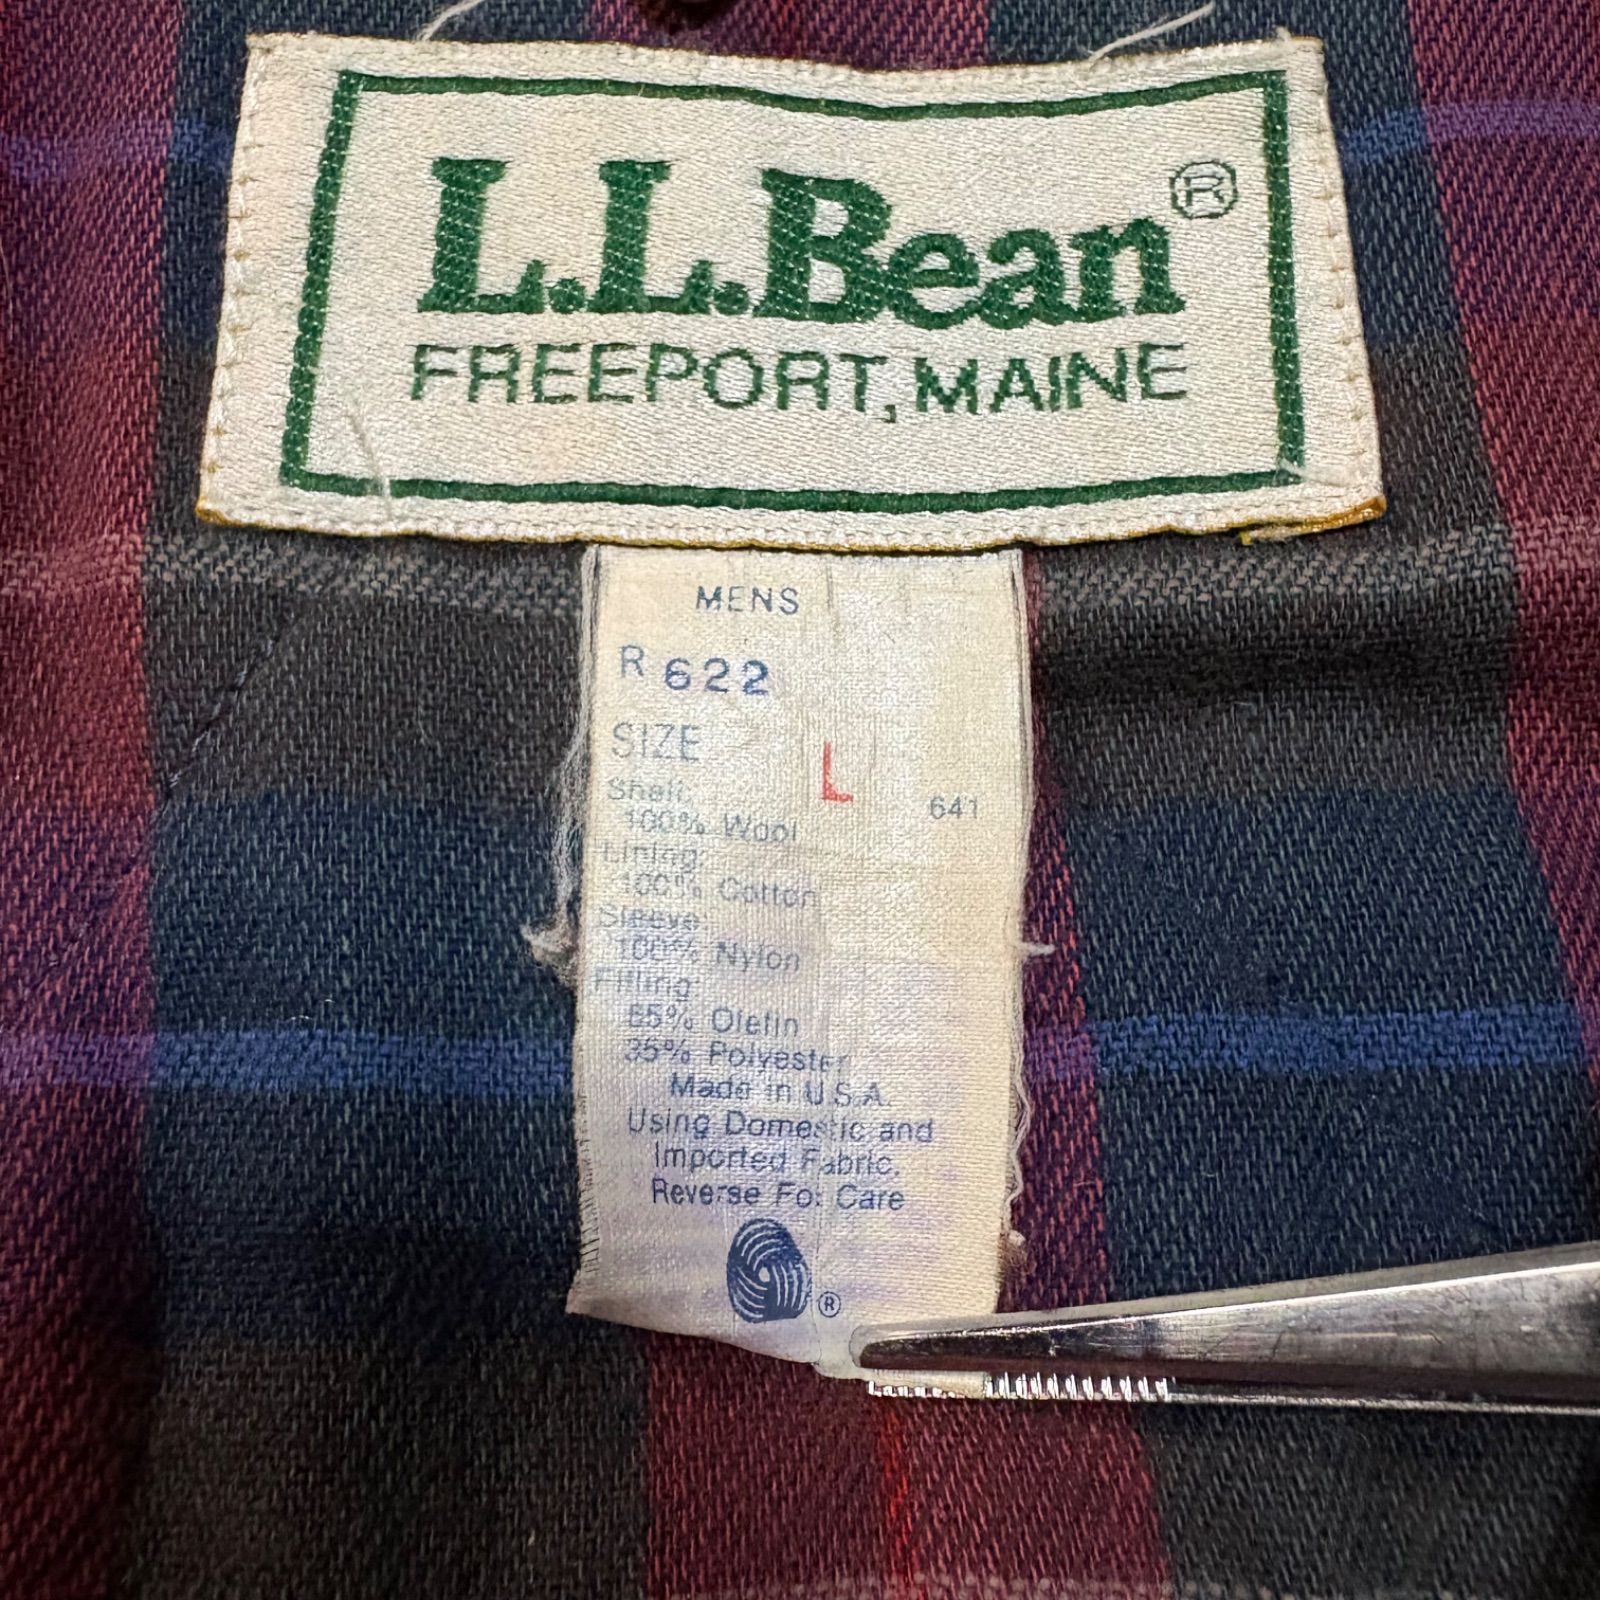 L.L.Bean®
FREEPORT, MAINE
MENS
R 622
SIZE L
Shell: 641
100% Wool
Lining:
100% Cotton
Sleeve:
100% Nylon
Filling:
65% Olefin
35% Polyester
Made in U.S.A.
Using Domestic and
Imported Fabric.
Reverse For Care
®